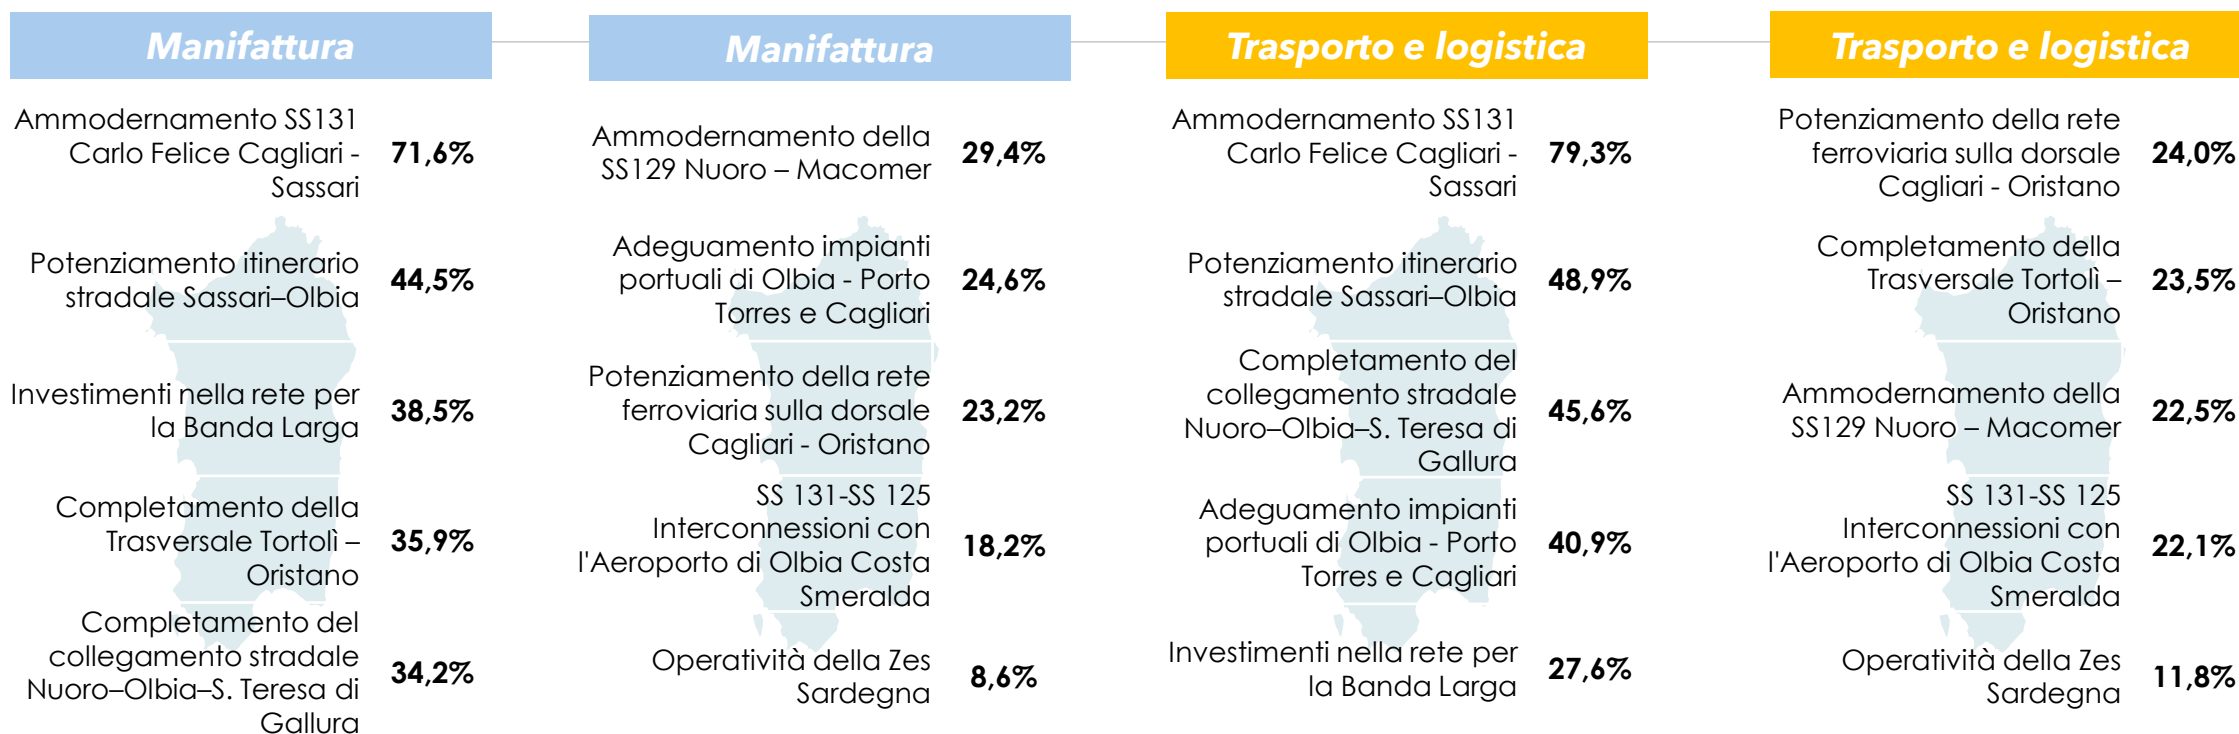 Manifattura
Ammodernamento SS131
Carlo Felice Cagliari -
Sassari
71,6%
Potenziamento itinerario
stradale Sassari–Olbia
44,5%
Investimenti nella rete per
la Banda Larga
38,5%
Completamento della
Trasversale Tortolì –
Oristano
35,9%
Completamento del
collegamento stradale
Nuoro–Olbia–S. Teresa di
Gallura
34,2%
Manifattura
Ammodernamento della
SS129 Nuoro – Macomer
29,4%
Adeguamento impianti
portuali di Olbia - Porto
Torres e Cagliari
24,6%
Potenziamento della rete
ferroviaria sulla dorsale
Cagliari - Oristano
23,2%
SS 131-SS 125
Interconnessioni con
l'Aeroporto di Olbia Costa
Smeralda
18,2%
Operatività della Zes
Sardegna
8,6%
Trasporto e logistica
Ammodernamento SS131
Carlo Felice Cagliari -
Sassari
79,3%
Potenziamento itinerario
stradale Sassari–Olbia
48,9%
Completamento del
collegamento stradale
Nuoro–Olbia–S. Teresa di
Gallura
45,6%
Adeguamento impianti
portuali di Olbia - Porto
Torres e Cagliari
40,9%
Investimenti nella rete per
la Banda Larga
27,6%
Trasporto e logistica
Potenziamento della rete
ferroviaria sulla dorsale
Cagliari - Oristano
24,0%
Completamento della
Trasversale Tortolì –
Oristano
23,5%
Ammodernamento della
SS129 Nuoro – Macomer
22,5%
SS 131-SS 125
Interconnessioni con
l'Aeroporto di Olbia Costa
Smeralda
22,1%
Operatività della Zes
Sardegna
11,8%